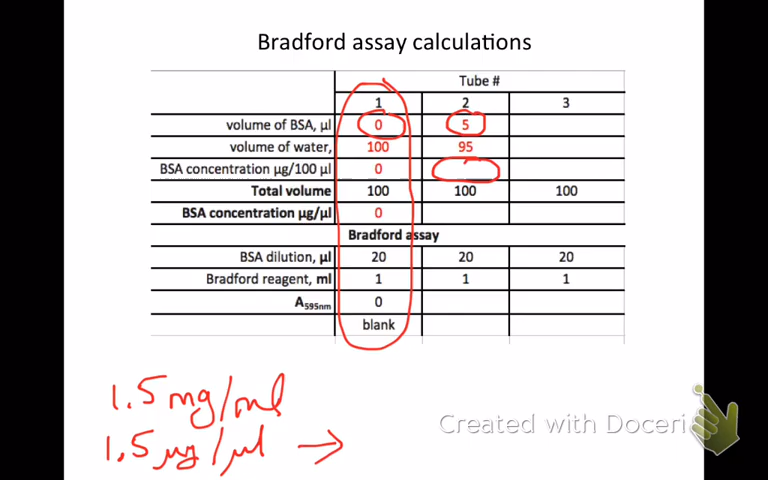 Bradford assay calculations
Tube #
1 2 3
volume of BSA, µl 0 5
volume of water, 100 95
BSA concentration µg/100 µl 0
Total volume 100 100 100
BSA concentration µg/µl 0
Bradford assay
BSA dilution, µl 20 20 20
Bradford reagent, ml 1 1 1
A595nm 0
blank
1.5 mg/ml
1.5 µg/µl →
Created with Doceri